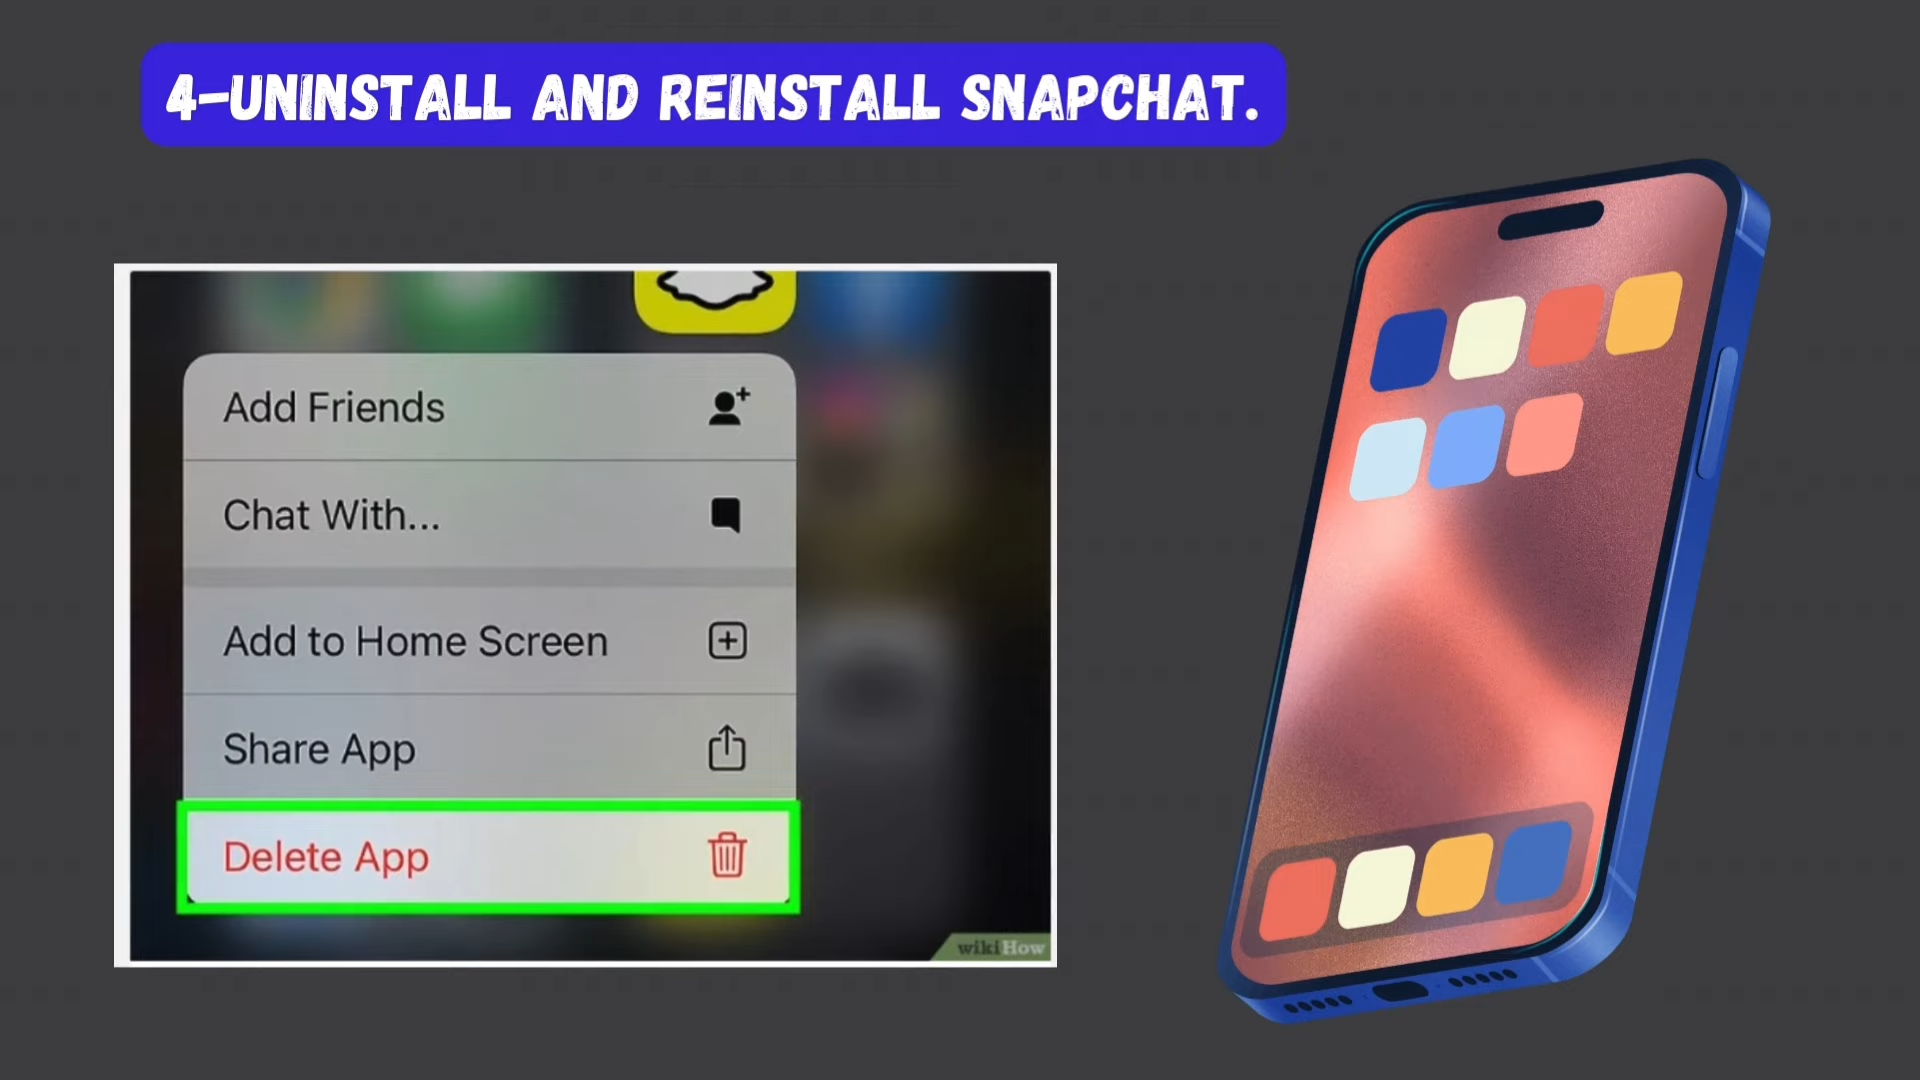 4-UNINSTALL AND REINSTALL SNAPCHAT.
Add Friends
Chat With...
Add to Home Screen
Share App
Delete App
wikiHow